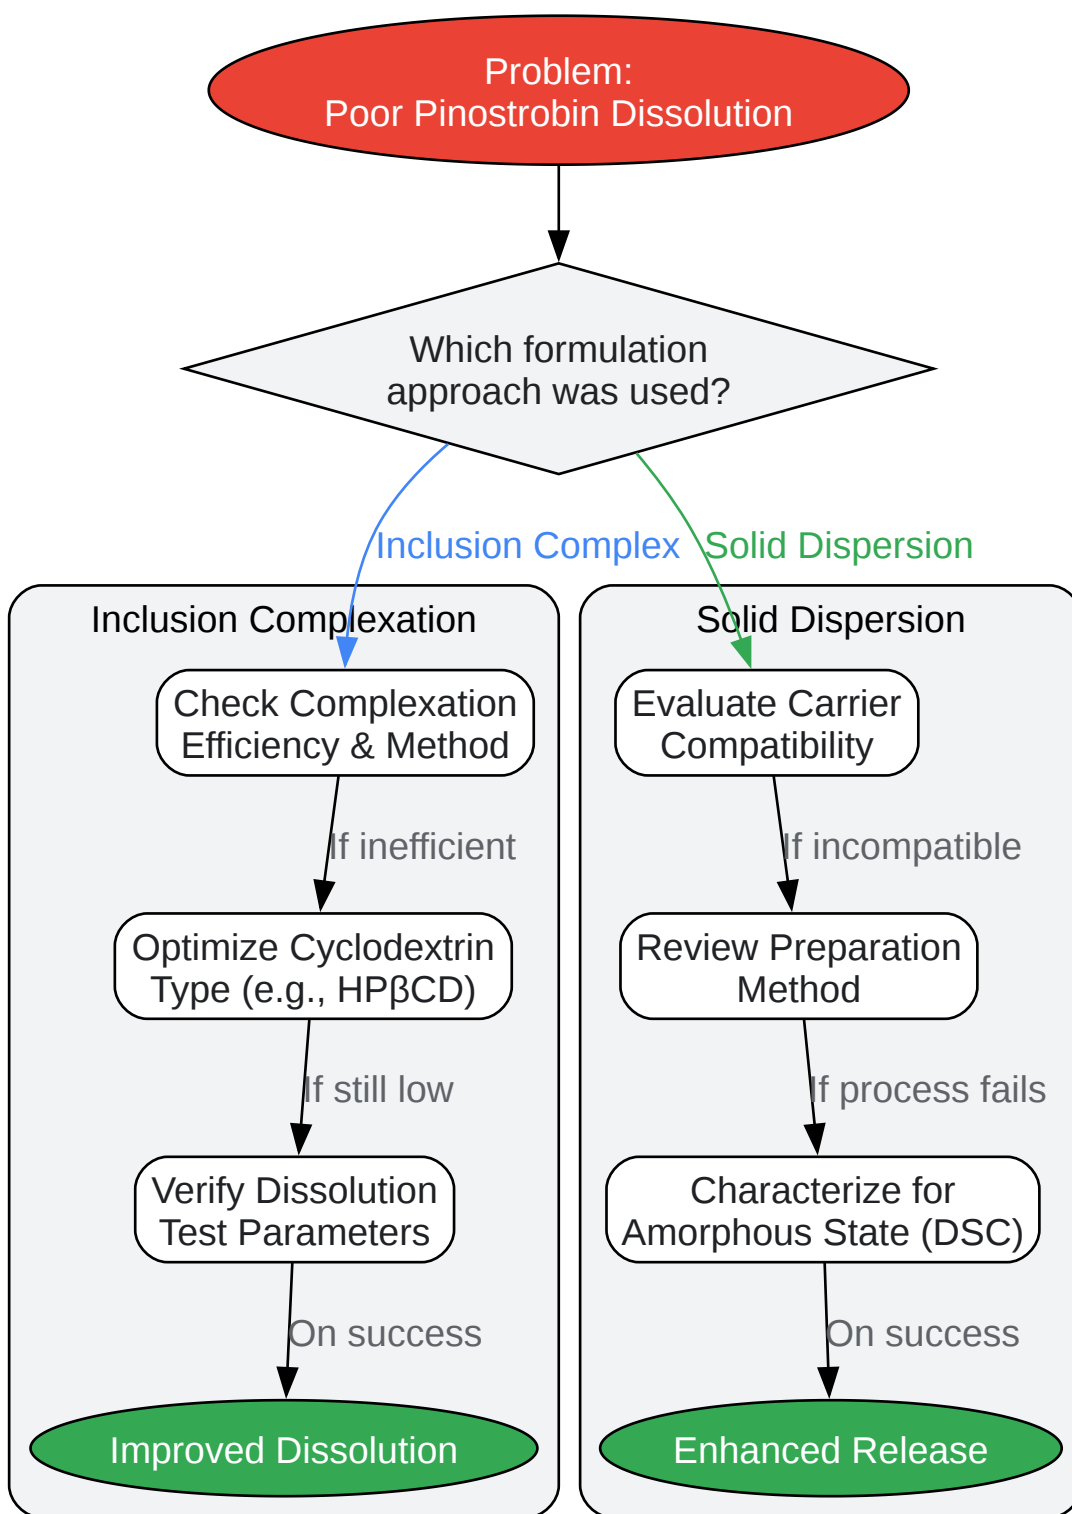 Problem:
Poor Pinostrobin Dissolution
Which formulation
approach was used?
Inclusion Complex
Solid Dispersion
Inclusion Complexation
Check Complexation
Efficiency & Method
If inefficient
Optimize Cyclodextrin
Type (e.g., HPβCD)
If still low
Verify Dissolution
Test Parameters
On success
Improved Dissolution
Solid Dispersion
Evaluate Carrier
Compatibility
If incompatible
Review Preparation
Method
If process fails
Characterize for
Amorphous State (DSC)
On success
Enhanced Release